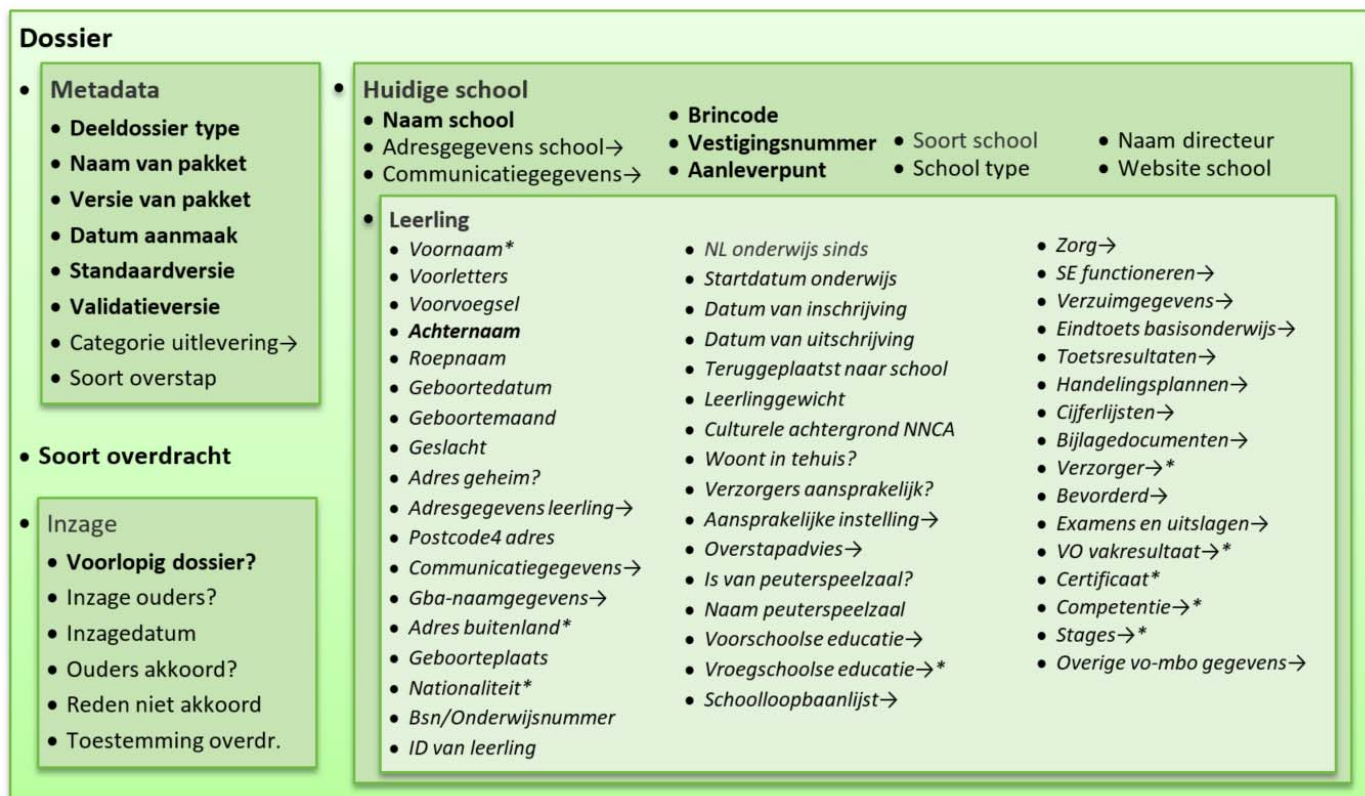 Dossier
• Metadata
• Deeldossier type
• Naam van pakket
• Versie van pakket
• Datum aanmaak
• Standaardversie
• Validatieversie
• Categorie uitlevering→
• Soort overstap
• Soort overdracht
• Inzage
• Voorlopig dossier?
• Inzage ouders?
• Inzagedatum
• Ouders akkoord?
• Reden niet akkoord
• Toestemming overdr.
• Huidige school
• Naam school
• Adresgegevens school→
• Communicatiegegevens→
• Brincode
• Vestigingsnummer
• Aanleverpunt
• Soort school
• School type
• Naam directeur
• Website school
• Leerling
• Voornaam*
• Voorletters
• Voorvoegsel
• Achternaam
• Roepnaam
• Geboortedatum
• Geboortemaand
• Geslacht
• Adres geheim?
• Adresgegevens leerling→
• Postcode4 adres
• Communicatiegegevens→
• Gba-naamgegevens→
• Adres buitenland*
• Geboorteplaats
• Nationaliteit*
• Bsn/Onderwijsnummer
• ID van leerling
• NL onderwijs sinds
• Startdatum onderwijs
• Datum van inschrijving
• Datum van uitschrijving
• Teruggeplaatst naar school
• Leerlinggewicht
• Culturele achtergrond NNCA
• Woont in tehuis?
• Verzorgers aansprakelijk?
• Aansprakelijke instelling→
• Overstapadvies→
• Is van peuterspeelzaal?
• Naam peuterspeelzaal
• Voorschoolse educatie→
• Vroegschoolse educatie→*
• Schoolloopbaanlijst→
• Zorg→
• SE functioneren→
• Verzuimgegevens→
• Eindtoets basisonderwijs→
• Toetsresultaten→
• Handelingsplannen→
• Cijferlijsten→
• Bijlagedocumenten→
• Verzorger→*
• Bevorderd→
• Examens en uitslagen→
• VO vakresultaat→*
• Certificaat*
• Competentie→*
• Stages→*
• Overige vo-mbo gegevens→